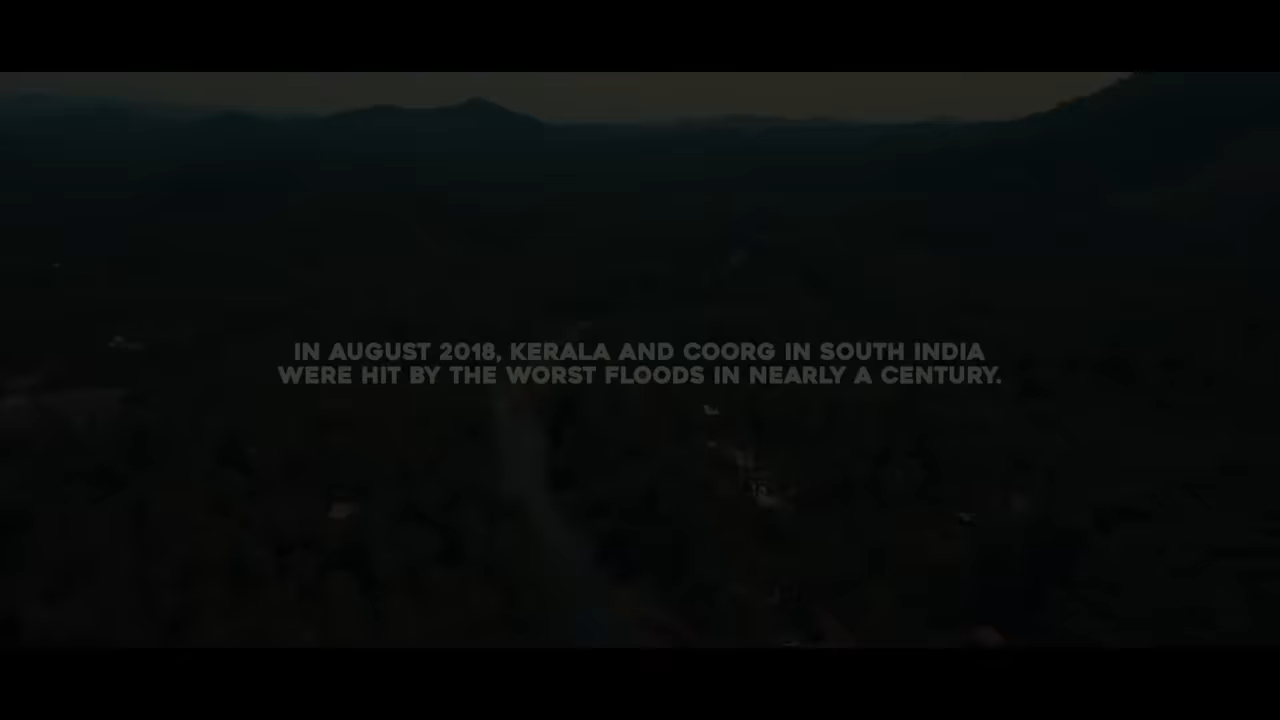 IN AUGUST 2018, KERALA AND COORG IN SOUTH INDIA
WERE HIT BY THE WORST FLOODS IN NEARLY A CENTURY.